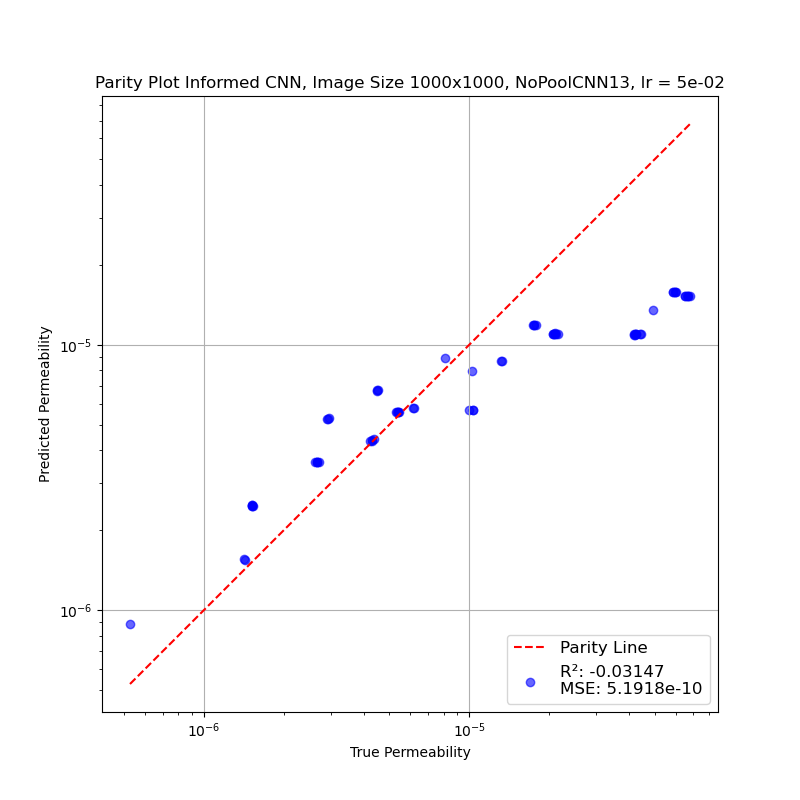 Parity Plot Informed CNN, Image Size 1000x1000, NoPoolCNN13, lr = 5e-02
Predicted Permeability
10⁻⁵
10⁻⁶
Parity Line
R²: -0.03147
MSE: 5.1918e-10
10⁻⁶
10⁻⁵
True Permeability